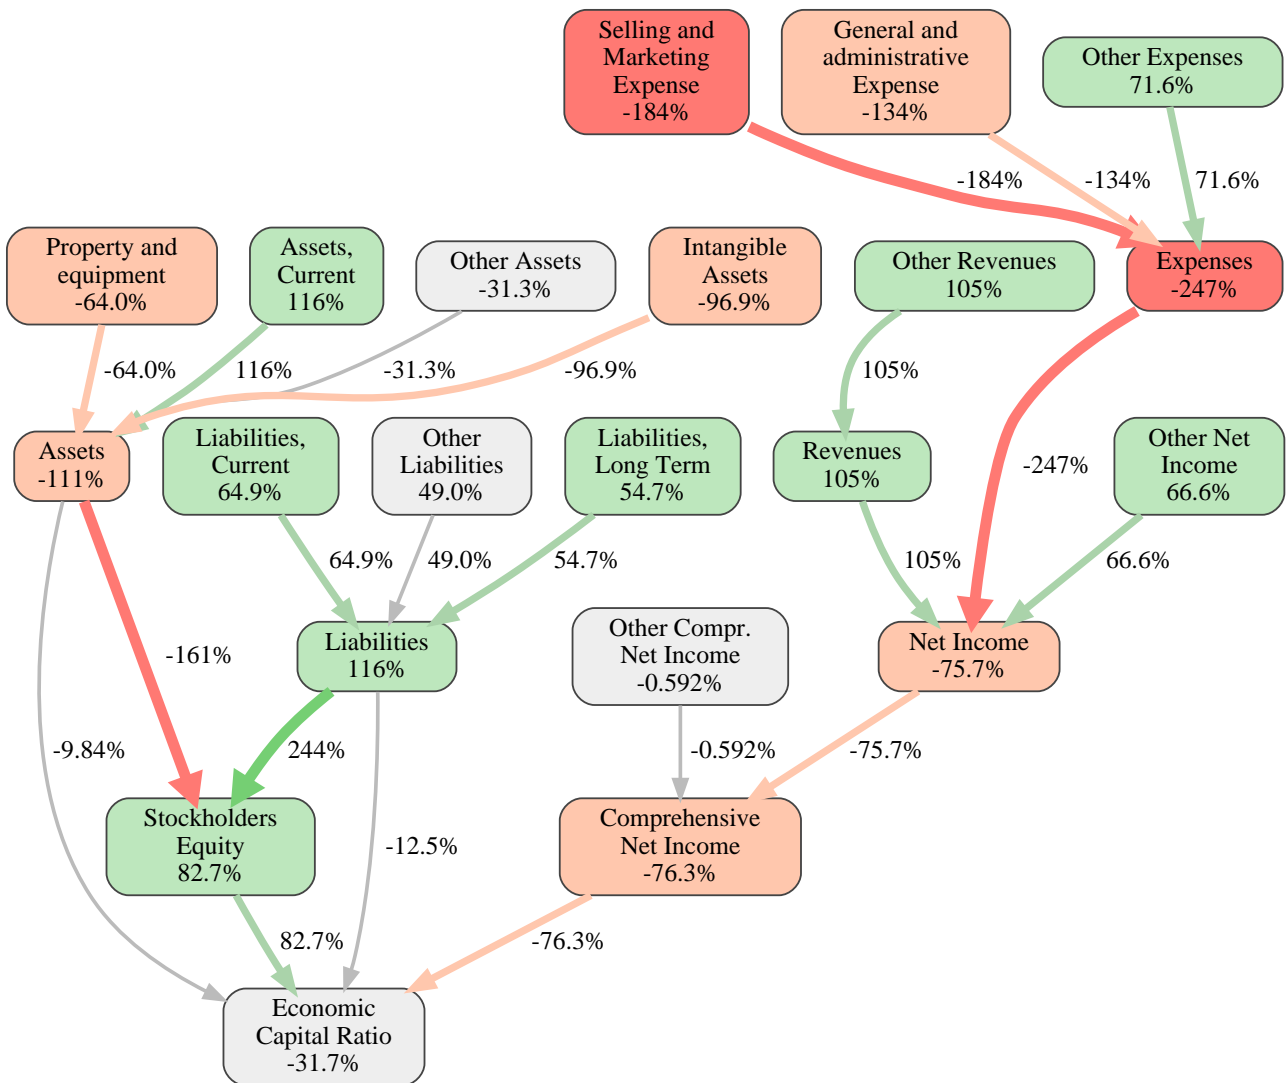 Selling and
Marketing
Expense
-184%
General and
administrative
Expense
-134%
Other Expenses
71.6%
-184%
-134%
71.6%
Property and
equipment
-64.0%
Assets,
Current
116%
Other Assets
-31.3%
Intangible
Assets
-96.9%
Other Revenues
105%
Expenses
-247%
-64.0%
116%
-31.3%
-96.9%
105%
Assets
-111%
Liabilities,
Current
64.9%
Other
Liabilities
49.0%
Liabilities,
Long Term
54.7%
Revenues
105%
-247%
Other Net
Income
66.6%
64.9%
49.0%
54.7%
105%
66.6%
-161%
Liabilities
116%
Other Compr.
Net Income
-0.592%
Net Income
-75.7%
-9.84%
244%
-0.592%
-75.7%
Stockholders
Equity
82.7%
-12.5%
Comprehensive
Net Income
-76.3%
82.7%
-76.3%
Economic
Capital Ratio
-31.7%